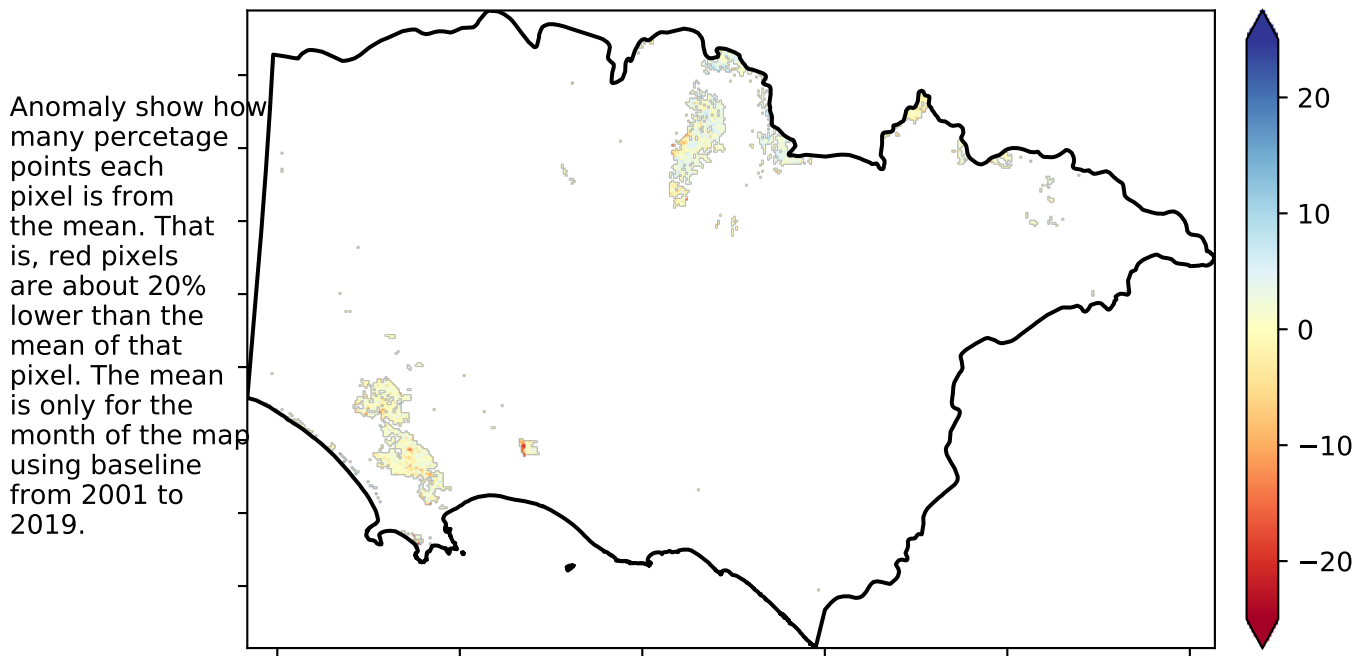 Anomaly show how
many percetage
points each
pixel is from
the mean. That
is, red pixels
are about 20%
lower than the
mean of that
pixel. The mean
is only for the
month of the map
using baseline
from 2001 to
2019.
20
10
0
−10
−20